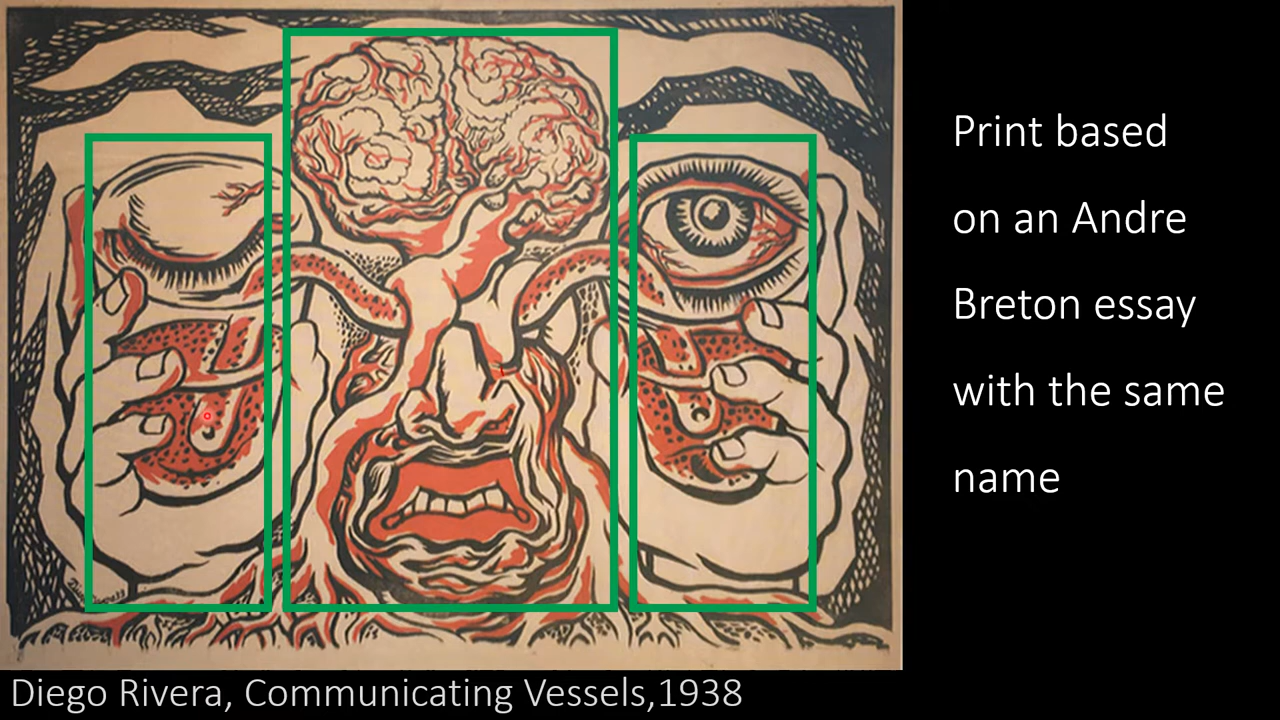 Print based
on an Andre
Breton essay
with the same
name
Diego Rivera, Communicating Vessels,1938